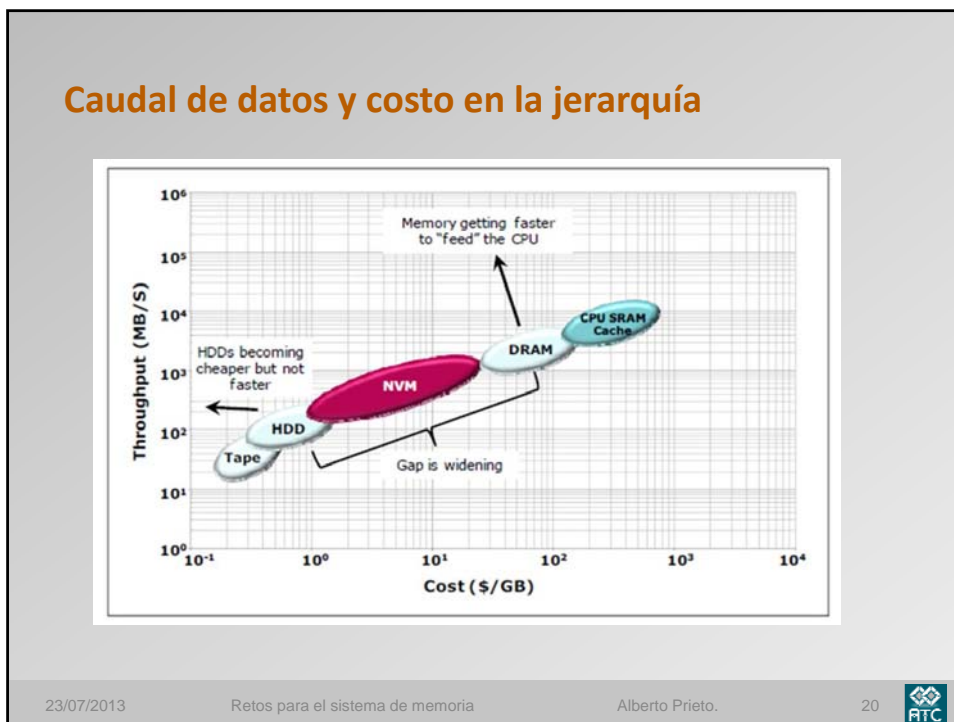 Caudal de datos y costo en la jerarquía
10⁶
10⁵
10⁴
10³
10²
10¹
10⁰
Throughput (MB/S)
Memory getting faster
to "feed" the CPU
CPU SRAM
Cache
DRAM
HDDs becoming
cheaper but not
faster
NVM
HDD
Tape
Gap is widening
10⁻¹
10⁰
10¹
10²
10³
10⁴
Cost ($/GB)
23/07/2013 Retos para el sistema de memoria Alberto Prieto. 20
ATC